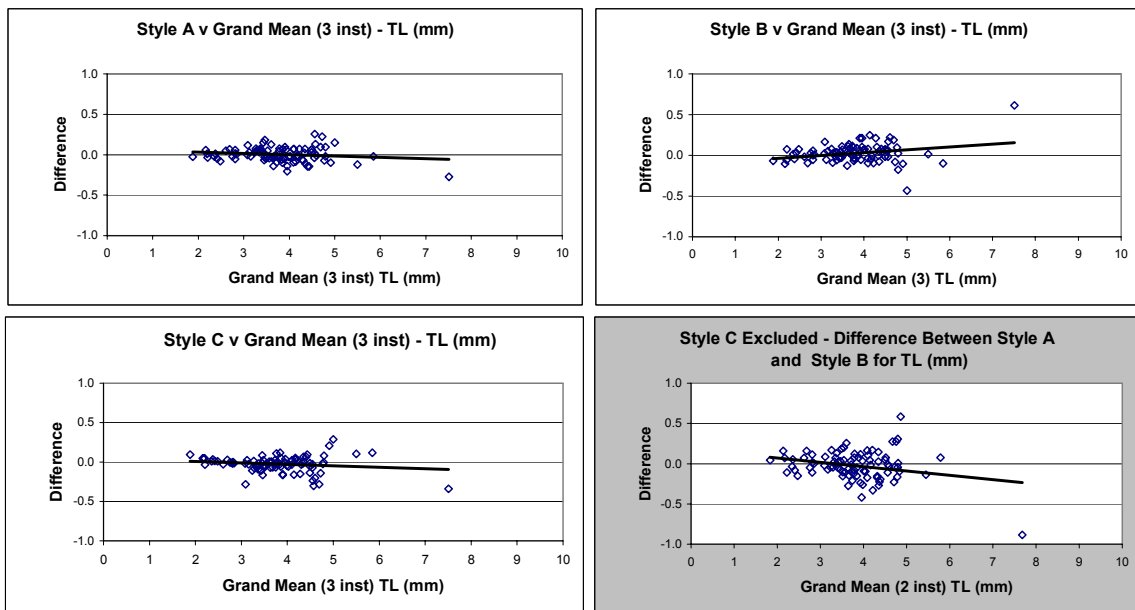 Style A v Grand Mean (3 inst) - TL (mm)
1.0
0.5
0.0
-0.5
-1.0
Difference
0 1 2 3 4 5 6 7 8 9 10
Grand Mean (3 inst) TL (mm)
Style B v Grand Mean (3 inst) - TL (mm)
1.0
0.5
0.0
-0.5
-1.0
Difference
0 1 2 3 4 5 6 7 8 9 10
Grand Mean (3) TL (mm)
Style C v Grand Mean (3 inst) - TL (mm)
1.0
0.5
0.0
-0.5
-1.0
Difference
0 1 2 3 4 5 6 7 8 9 10
Grand Mean (3 inst) TL (mm)
Style C Excluded - Difference Between Style A
and Style B for TL (mm)
1.0
0.5
0.0
-0.5
-1.0
Difference
0 1 2 3 4 5 6 7 8 9 10
Grand Mean (2 inst) TL (mm)